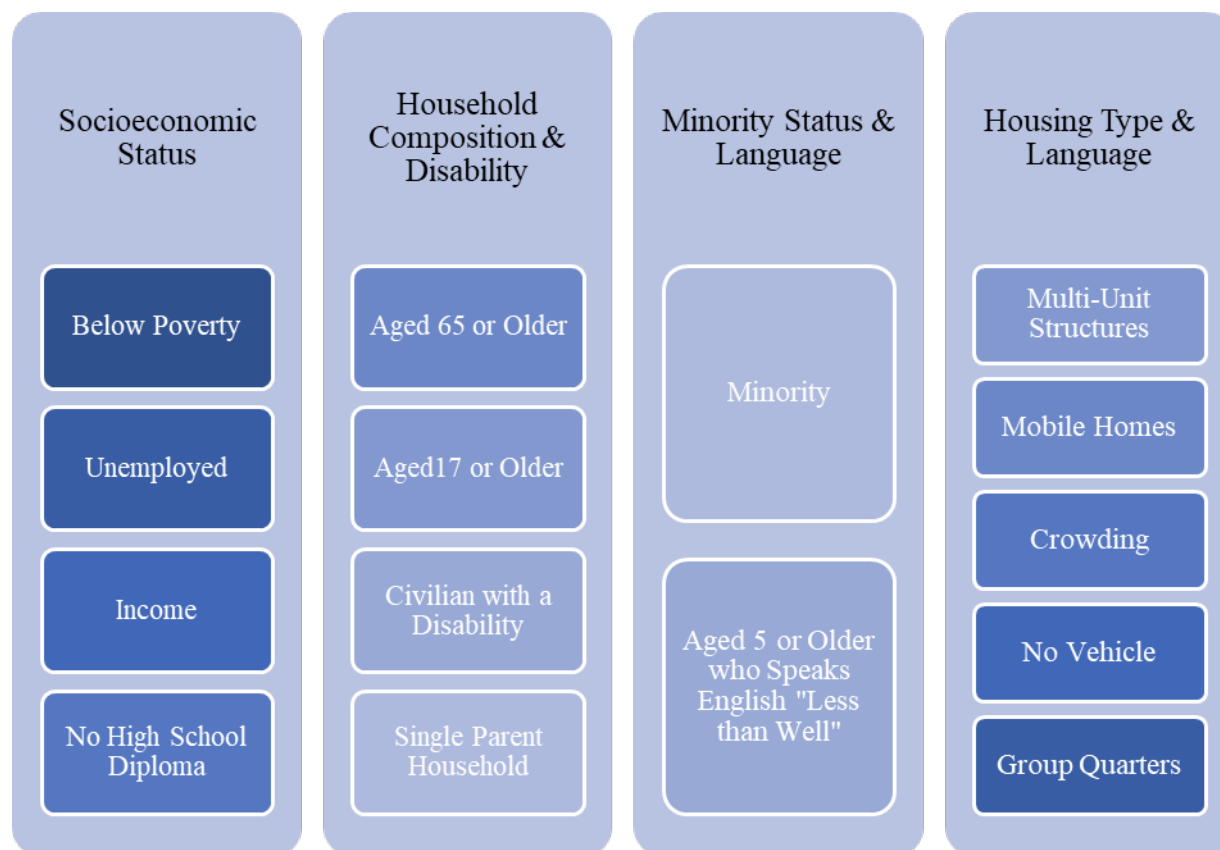 Socioeconomic
Status
Below Poverty
Unemployed
Income
No High School
Diploma
Household
Composition &
Disability
Aged 65 or Older
Aged17 or Older
Civilian with a
Disability
Single Parent
Household
Minority Status &
Language
Minority
Aged 5 or Older
who Speaks
English "Less
than Well"
Housing Type &
Language
Multi-Unit
Structures
Mobile Homes
Crowding
No Vehicle
Group Quarters